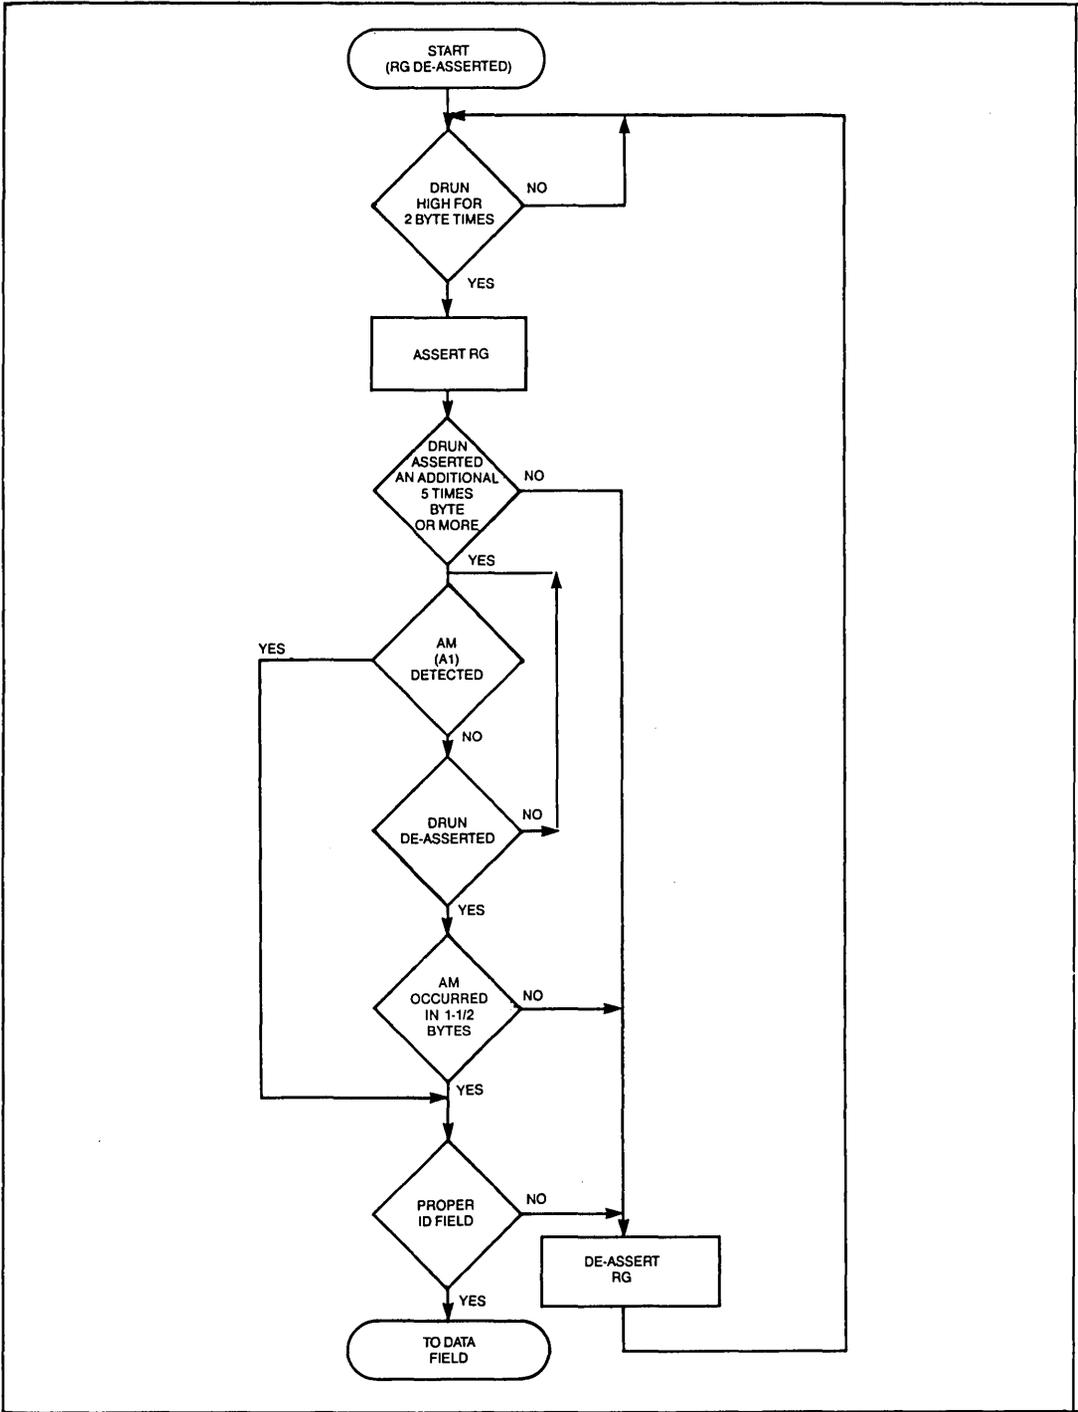 START
(RG DE-ASSERTED)
DRUN
HIGH FOR
2 BYTE TIMES
NO
YES
ASSERT RG
DRUN
ASSERTED
AN ADDITIONAL
5 TIMES
BYTE
OR MORE
NO
YES
AM
(A1)
DETECTED
YES
NO
DRUN
DE-ASSERTED
NO
YES
AM
OCCURRED
IN 1-1/2
BYTES
NO
YES
PROPER
ID FIELD
NO
DE-ASSERT
RG
YES
TO DATA
FIELD